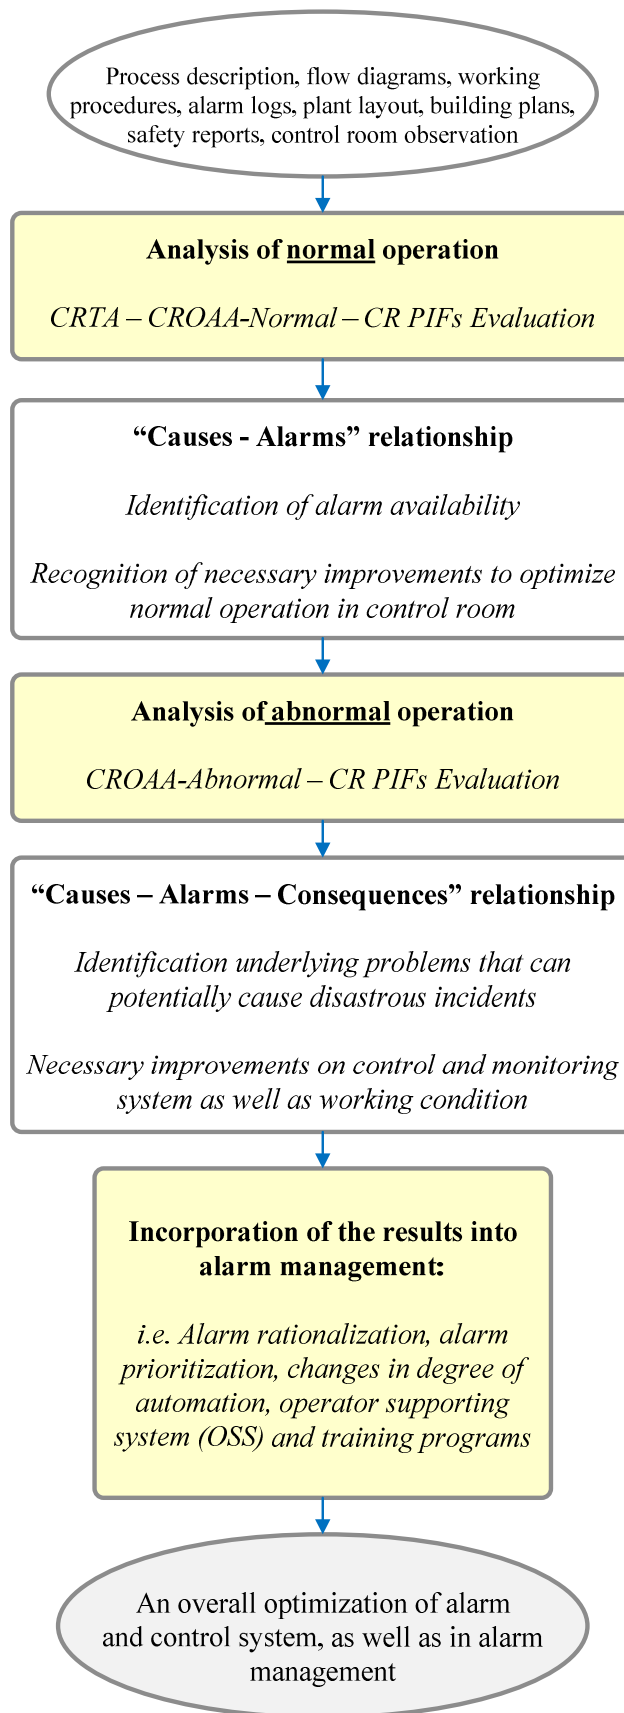 Process description, flow diagrams, working
procedures, alarm logs, plant layout, building plans,
safety reports, control room observation
Analysis of normal operation
CRTA – CROAA-Normal – CR PIFs Evaluation
“Causes - Alarms” relationship
Identification of alarm availability
Recognition of necessary improvements to optimize
normal operation in control room
Analysis of abnormal operation
CROAA-Abnormal – CR PIFs Evaluation
“Causes – Alarms – Consequences” relationship
Identification underlying problems that can
potentially cause disastrous incidents
Necessary improvements on control and monitoring
system as well as working condition
Incorporation of the results into
alarm management:
i.e. Alarm rationalization, alarm
prioritization, changes in degree of
automation, operator supporting
system (OSS) and training programs
An overall optimization of alarm
and control system, as well as in alarm
management